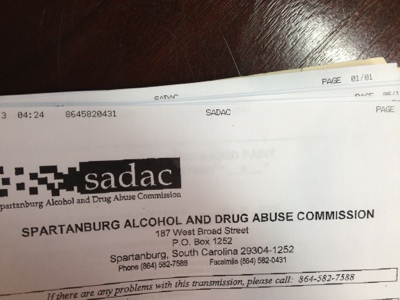 PAGE 01/01
SADAC
3 04:24 8645820431 SADAC PAGE
sadac
Spartanburg Alcohol and Drug Abuse Commission
SPARTANBURG ALCOHOL AND DRUG ABUSE COMMISSION
187 West Broad Street
P.O. Box 1252
Spartanburg, South Carolina 29304-1252
Phone (864) 582-7588 Facsimile (864) 582-0431
If there are any problems with this transmission, please call: 864-582-7588